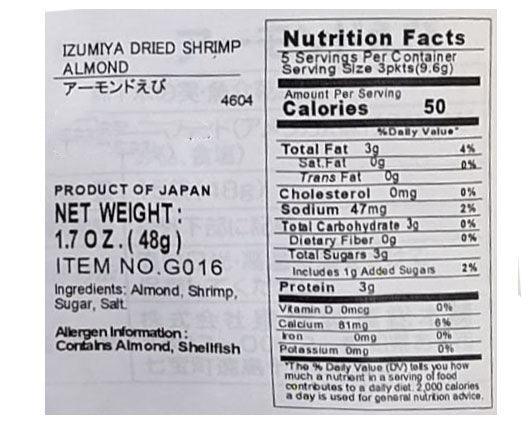 IZUMIYA DRIED SHRIMP
ALMOND
アーモンドえび
4604
PRODUCT OF JAPAN
NET WEIGHT:
1.7 OZ. (48g)
ITEM NO.G016
Ingredients: Almond, Shrimp,
Sugar, Salt.
Allergen Information:
Contains Almond, Shellfish
Nutrition Facts
5 Servings Per Container
Serving Size 3pkts(9.6g)
Amount Per Serving
Calories 50
%Daily Value*
Total Fat 3g 4%
Sat.Fat 0g 0%
Trans Fat 0g
Cholesterol 0mg 0%
Sodium 47mg 2%
Total Carbohydrate 3g 0%
Dietary Fiber 0g 0%
Total Sugars 3g
Includes 1g Added Sugars 2%
Protein 3g
Vitamin D 0mcg 0%
Calcium 81mg 6%
Iron 0mg 0%
Potassium 0mg 0%
*The % Daily Value (DV) tells you how
much a nutrient in a serving of food
contributes to a daily diet. 2,000 calories
a day is used for general nutrition advice.